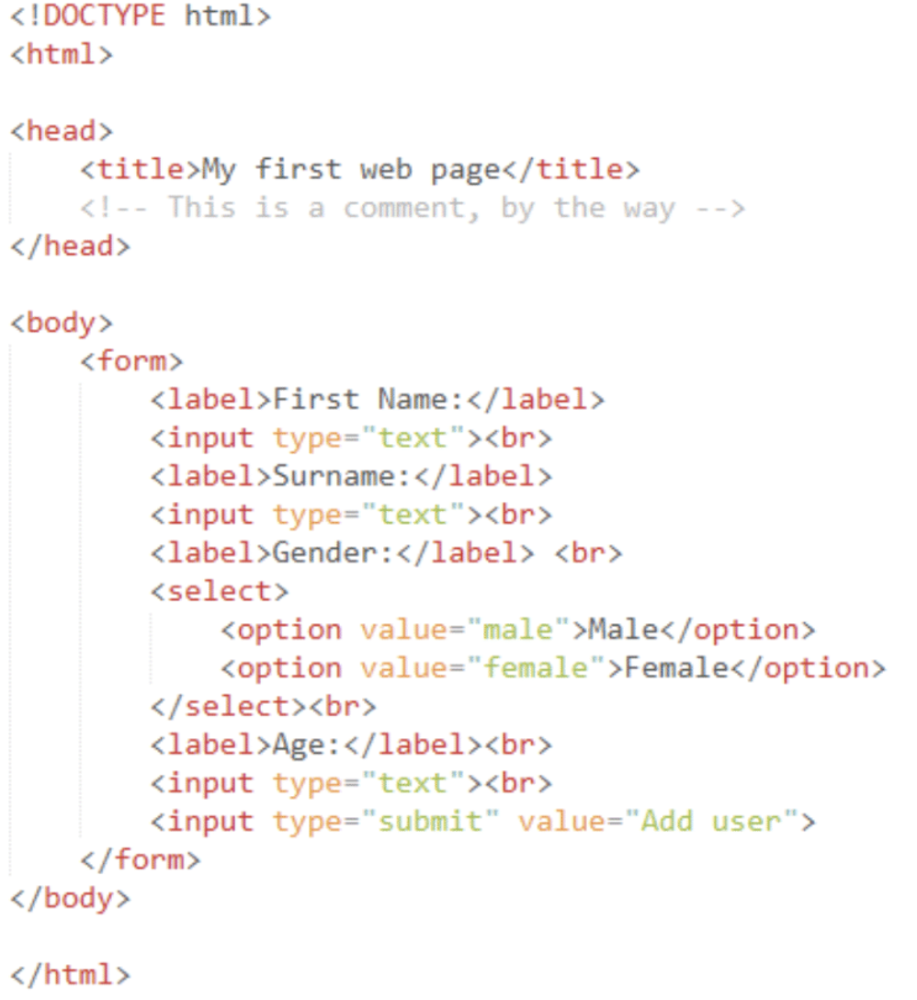 <!DOCTYPE html>
<html>
<head>
<title>My first web page</title>
<!-- This is a comment, by the way -->
</head>
<body>
<form>
<label>First Name:</label>
<input type="text"><br>
<label>Surname:</label>
<input type="text"><br>
<label>Gender:</label> <br>
<select>
<option value="male">Male</option>
<option value="female">Female</option>
</select><br>
<label>Age:</label><br>
<input type="text"><br>
<input type="submit" value="Add user">
</form>
</body>
</html>